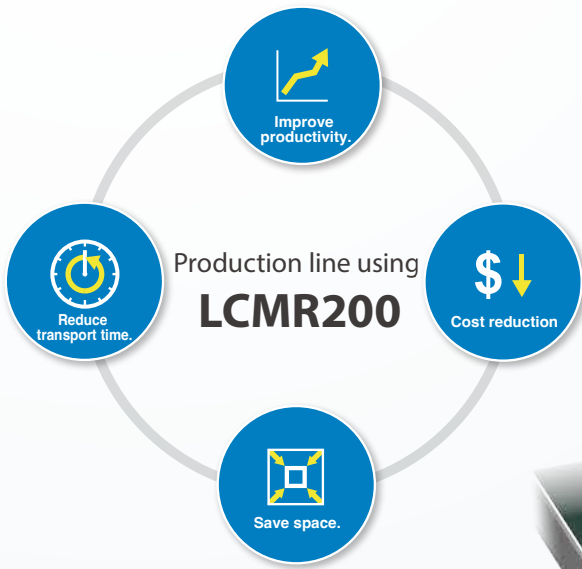 Improve
productivity.
Production line using
LCMR200
$
Cost reduction
Reduce
transport time.
Save space.